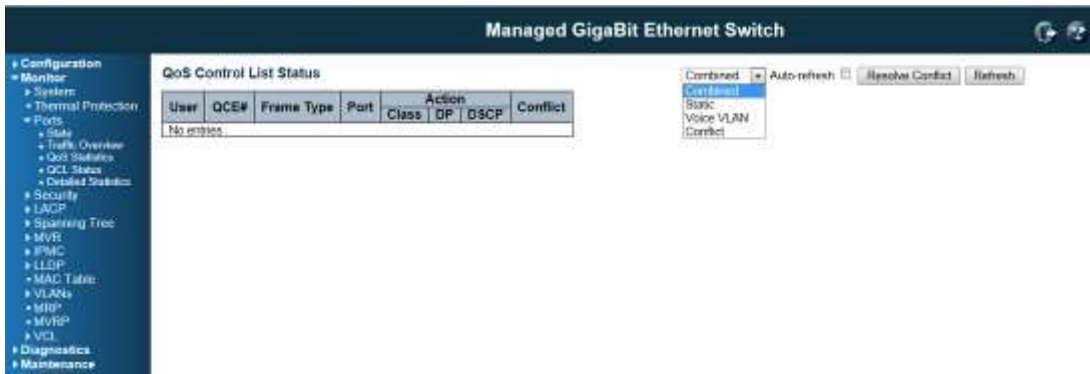 Managed GigaBit Ethernet Switch
Configuration
Monitor
System
Thermal Protection
Ports
State
Traffic Overview
QoS Statistics
QCL Status
Detailed Statistics
Security
LACP
Spanning Tree
MVR
IPMC
LLDP
MAC Table
VLANs
MRP
MVRP
VCL
Diagnostics
Maintenance
QoS Control List Status
Combined Auto-refresh Resolve Conflict Refresh
Combined
Static
Voice VLAN
Conflict
User QCE# Frame Type Port Action Conflict
Class DP DSCP
No entries